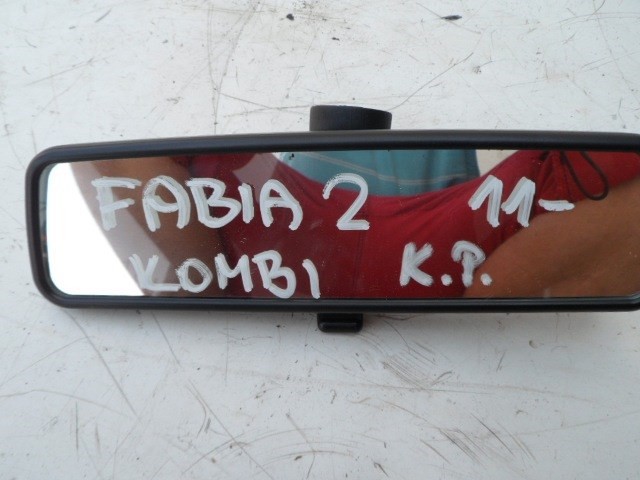 FABIA 2 11-
KOMBI K.P.